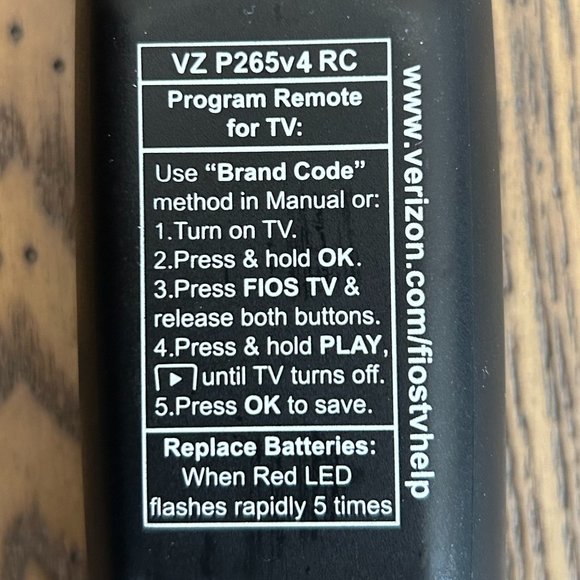 VZ P265v4 RC
Program Remote
for TV:
Use “Brand Code”
method in Manual or:
1.Turn on TV.
2.Press & hold OK.
3.Press FIOS TV &
release both buttons.
4.Press & hold PLAY,
until TV turns off.
5.Press OK to save.
Replace Batteries:
When Red LED
flashes rapidly 5 times
www.verizon.com/fiostvhelp